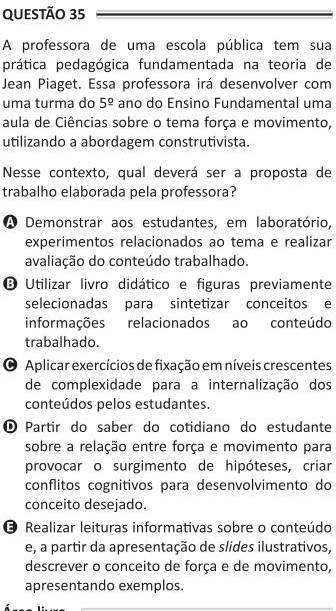 QUESTÃO 35
A professora de uma escola pública tem sua
prática pedagógica fundamentada na teoria de
Jean Piaget. Essa professora irá desenvolver com
uma turma do 5º ano do Ensino Fundamental uma
aula de Ciências sobre o tema força e movimento,
utilizando a abordagem construtivista.
Nesse contexto, qual deverá ser a proposta de
trabalho elaborada pela professora?
A Demonstrar aos estudantes, em laboratório,
experimentos relacionados ao tema e realizar
avaliação do conteúdo trabalhado.
B Utilizar livro didático e figuras previamente
selecionadas para sintetizar conceitos e
informações relacionados ao conteúdo
trabalhado.
C Aplicar exercícios de fixação em níveis crescentes
de complexidade para a internalização dos
conteúdos pelos estudantes.
D Partir do saber do cotidiano do estudante
sobre a relação entre força e movimento para
provocar o surgimento de hipóteses, criar
conflitos cognitivos para desenvolvimento do
conceito desejado.
E Realizar leituras informativas sobre o conteúdo
e, a partir da apresentação de slides ilustrativos,
descrever o conceito de força e de movimento,
apresentando exemplos.